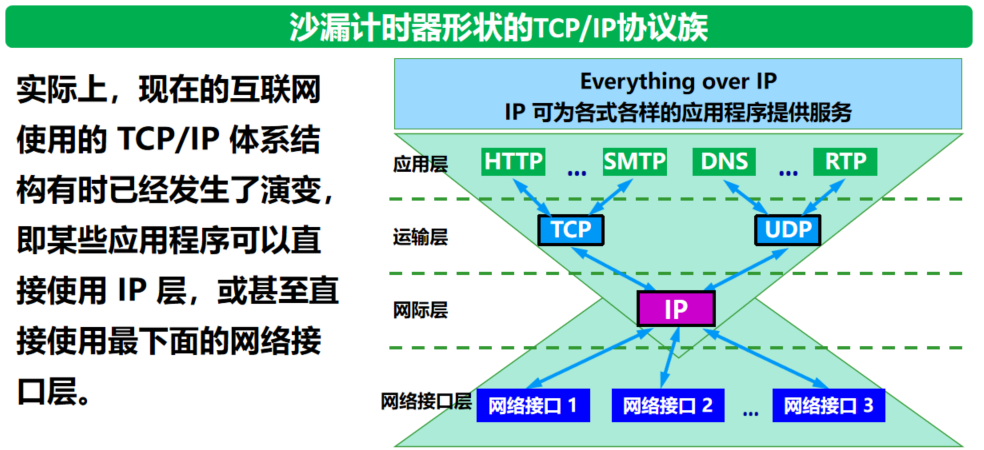 沙漏计时器形状的TCP/IP协议族
实际上，现在的互联网
使用的 TCP/IP 体系结
构有时已经发生了演变，
即某些应用程序可以直
接使用 IP 层，或甚至直
接使用最下面的网络接
口层。
Everything over IP
IP 可为各式各样的应用程序提供服务
应用层
HTTP
…
SMTP
DNS
…
RTP
运输层
TCP
UDP
网际层
IP
网络接口层
网络接口 1
网络接口 2
…
网络接口 3